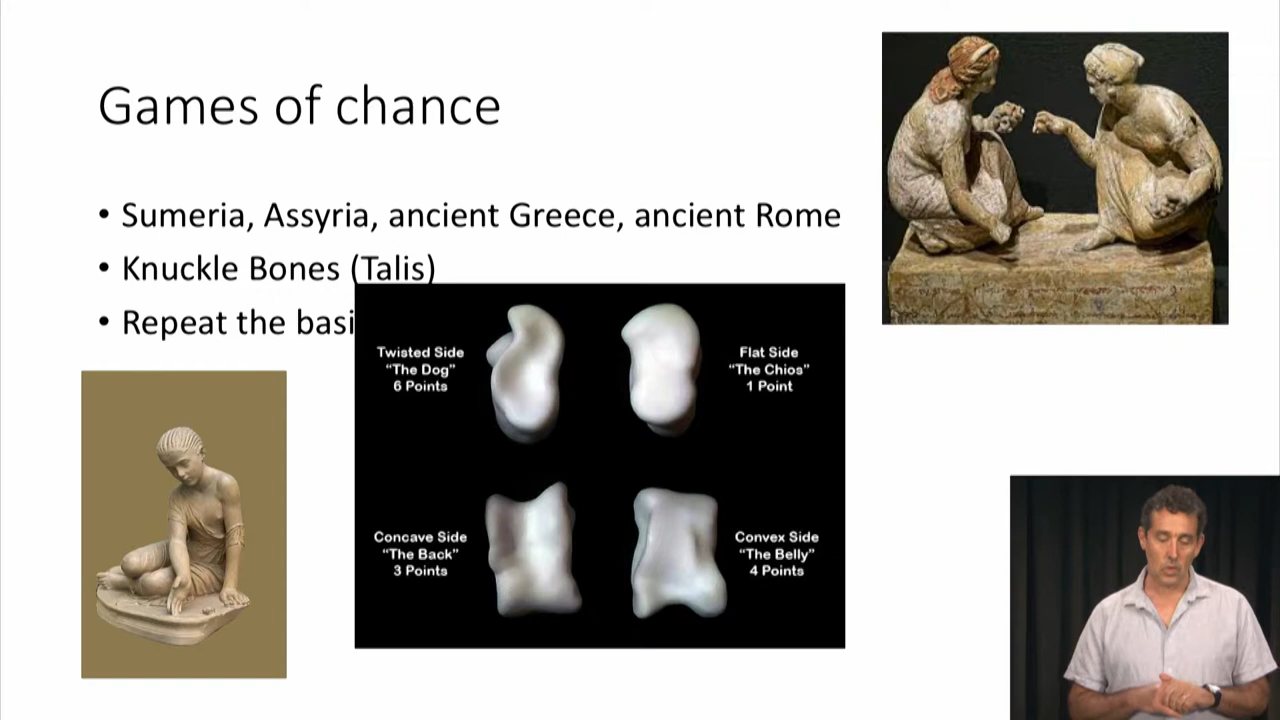 Games of chance
• Sumeria, Assyria, ancient Greece, ancient Rome
• Knuckle Bones (Talis)
• Repeat the basi
Twisted Side
“The Dog”
6 Points
Flat Side
“The Chios”
1 Point
Concave Side
“The Back”
3 Points
Convex Side
“The Belly”
4 Points